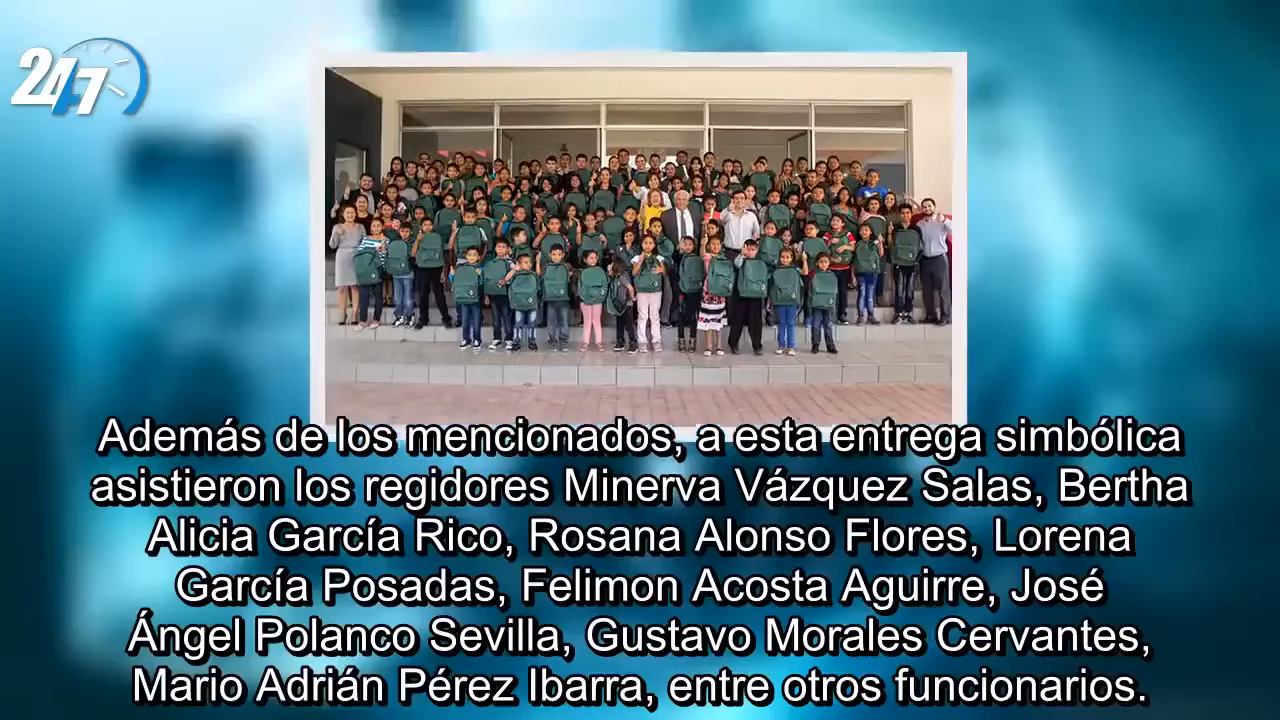 24/7
Además de los mencionados, a esta entrega simbólica
asistieron los regidores Minerva Vázquez Salas, Bertha
Alicia García Rico, Rosana Alonso Flores, Lorena
García Posadas, Felimon Acosta Aguirre, José
Ángel Polanco Sevilla, Gustavo Morales Cervantes,
Mario Adrián Pérez Ibarra, entre otros funcionarios.